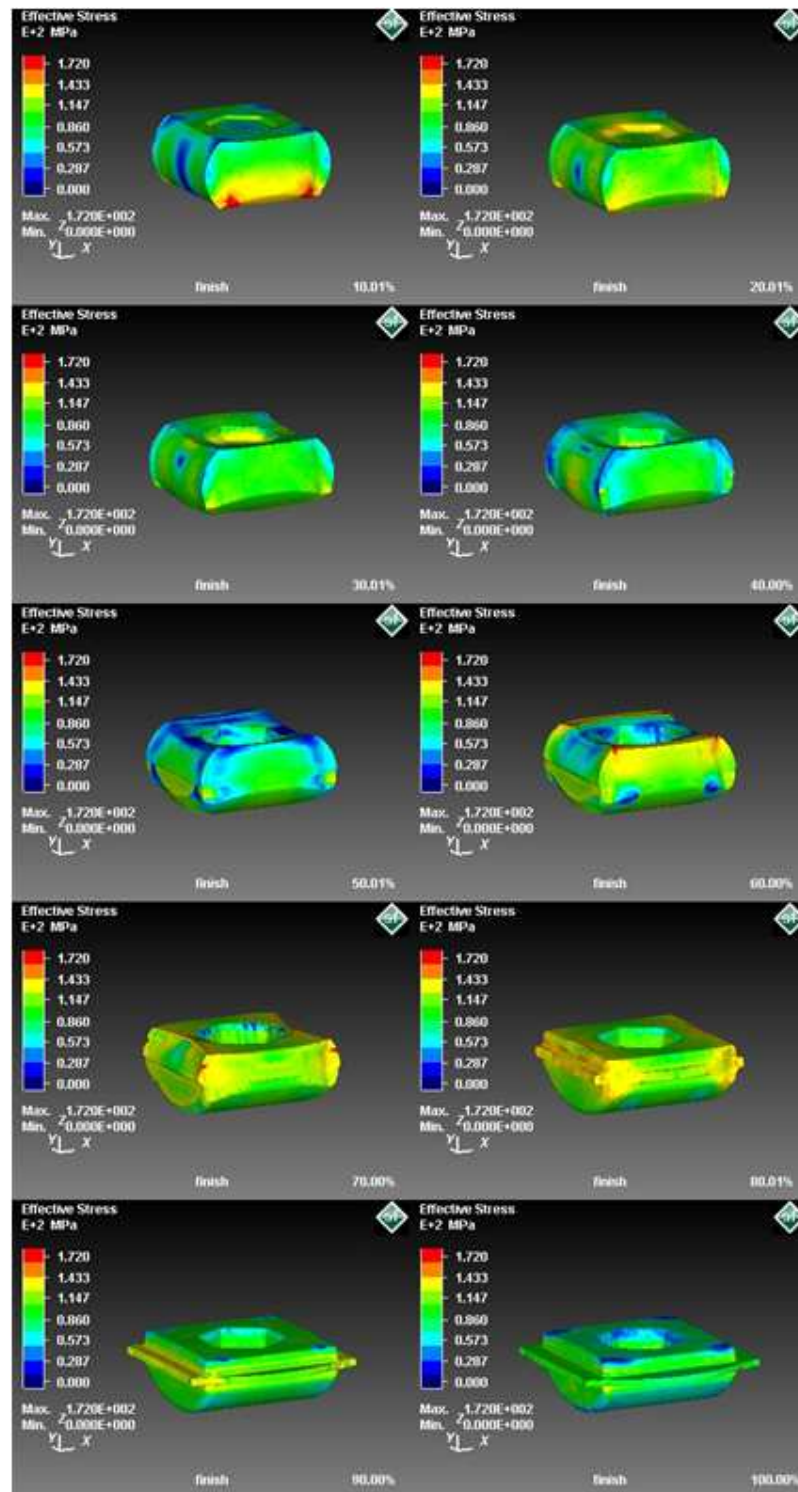 Effective Stress
E+2 MPa
1.720
1.433
1.147
0.860
0.573
0.287
0.000
Max. 1.720E+002
Min. 0.000E+000
Z
Y X
finish 10.01%
Effective Stress
E+2 MPa
1.720
1.433
1.147
0.860
0.573
0.287
0.000
Max. 1.720E+002
Min. 0.000E+000
Z
Y X
finish 20.01%
Effective Stress
E+2 MPa
1.720
1.433
1.147
0.860
0.573
0.287
0.000
Max. 1.720E+002
Min. 0.000E+000
Z
Y X
finish 30.01%
Effective Stress
E+2 MPa
1.720
1.433
1.147
0.860
0.573
0.287
0.000
Max. 1.720E+002
Min. 0.000E+000
Z
Y X
finish 40.00%
Effective Stress
E+2 MPa
1.720
1.433
1.147
0.860
0.573
0.287
0.000
Max. 1.720E+002
Min. 0.000E+000
Z
Y X
finish 50.01%
Effective Stress
E+2 MPa
1.720
1.433
1.147
0.860
0.573
0.287
0.000
Max. 1.720E+002
Min. 0.000E+000
Z
Y X
finish 60.00%
Effective Stress
E+2 MPa
1.720
1.433
1.147
0.860
0.573
0.287
0.000
Max. 1.720E+002
Min. 0.000E+000
Z
Y X
finish 70.00%
Effective Stress
E+2 MPa
1.720
1.433
1.147
0.860
0.573
0.287
0.000
Max. 1.720E+002
Min. 0.000E+000
Z
Y X
finish 80.01%
Effective Stress
E+2 MPa
1.720
1.433
1.147
0.860
0.573
0.287
0.000
Max. 1.720E+002
Min. 0.000E+000
Z
Y X
finish 90.00%
Effective Stress
E+2 MPa
1.720
1.433
1.147
0.860
0.573
0.287
0.000
Max. 1.720E+002
Min. 0.000E+000
Z
Y X
finish 100.00%